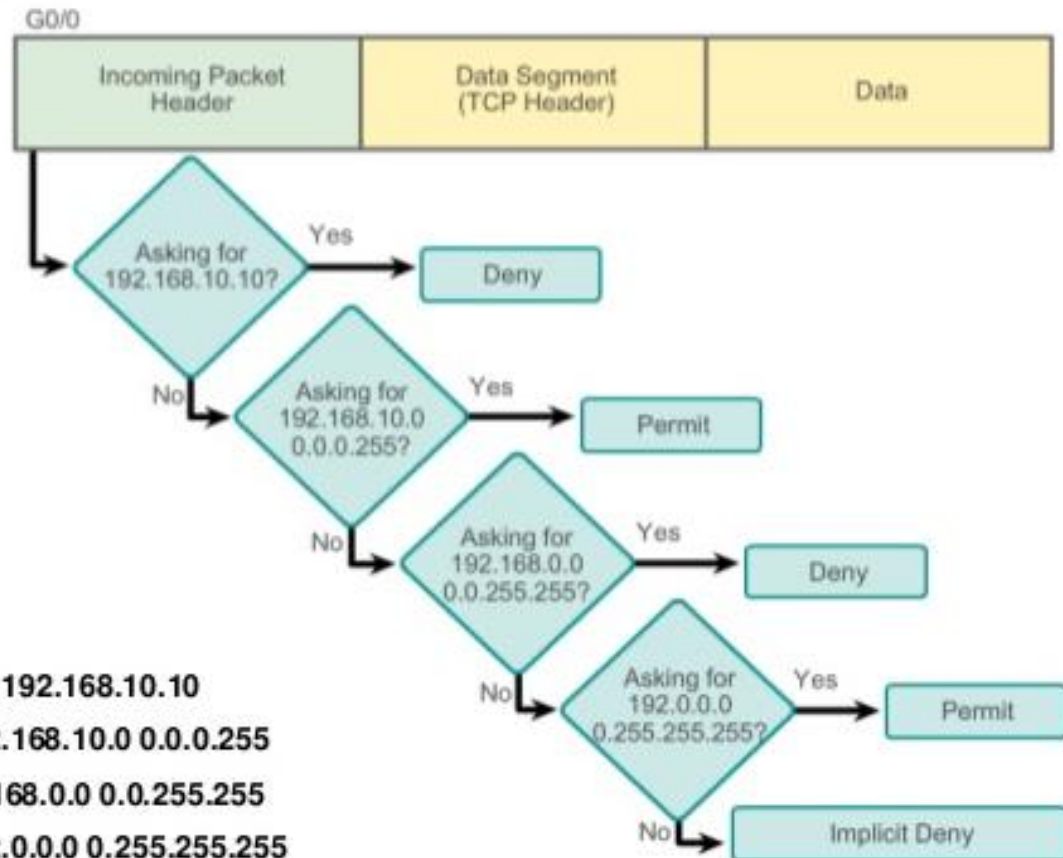 G0/0
Incoming Packet
Header
Data Segment
(TCP Header)
Data
Asking for
192.168.10.10?
Yes
Deny
No
Asking for
192.168.10.0
0.0.0.255?
Yes
Permit
No
Asking for
192.168.0.0
0.0.255.255?
Yes
Deny
No
Asking for
192.0.0.0
0.255.255.255?
Yes
Permit
No
Implicit Deny
192.168.10.10
.168.10.0 0.0.0.255
168.0.0 0.0.255.255
.0.0.0 0.255.255.255